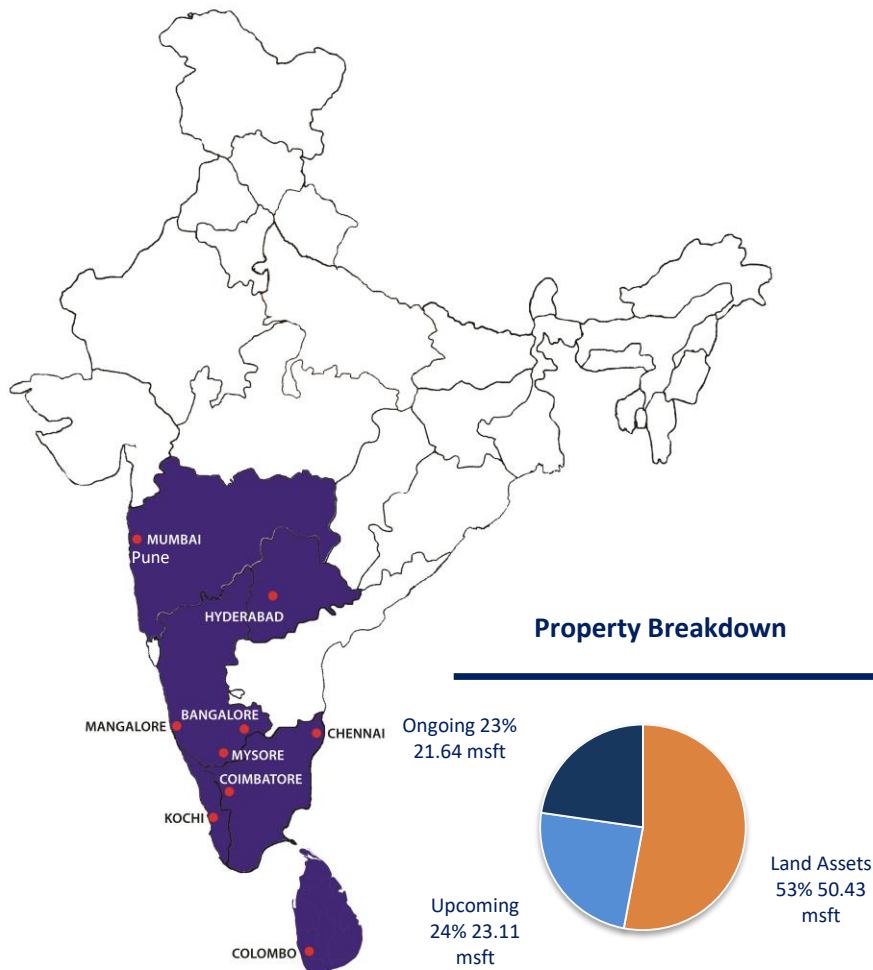 MUMBAI
Pune
HYDERABAD
Property Breakdown
MANGALORE
BANGALORE
CHENNAI
MYSORE
COIMBATORE
KOCHI
COLOMBO
Ongoing 23%
21.64 msft
Land Assets
53% 50.43
msft
Upcoming
24% 23.11
msft